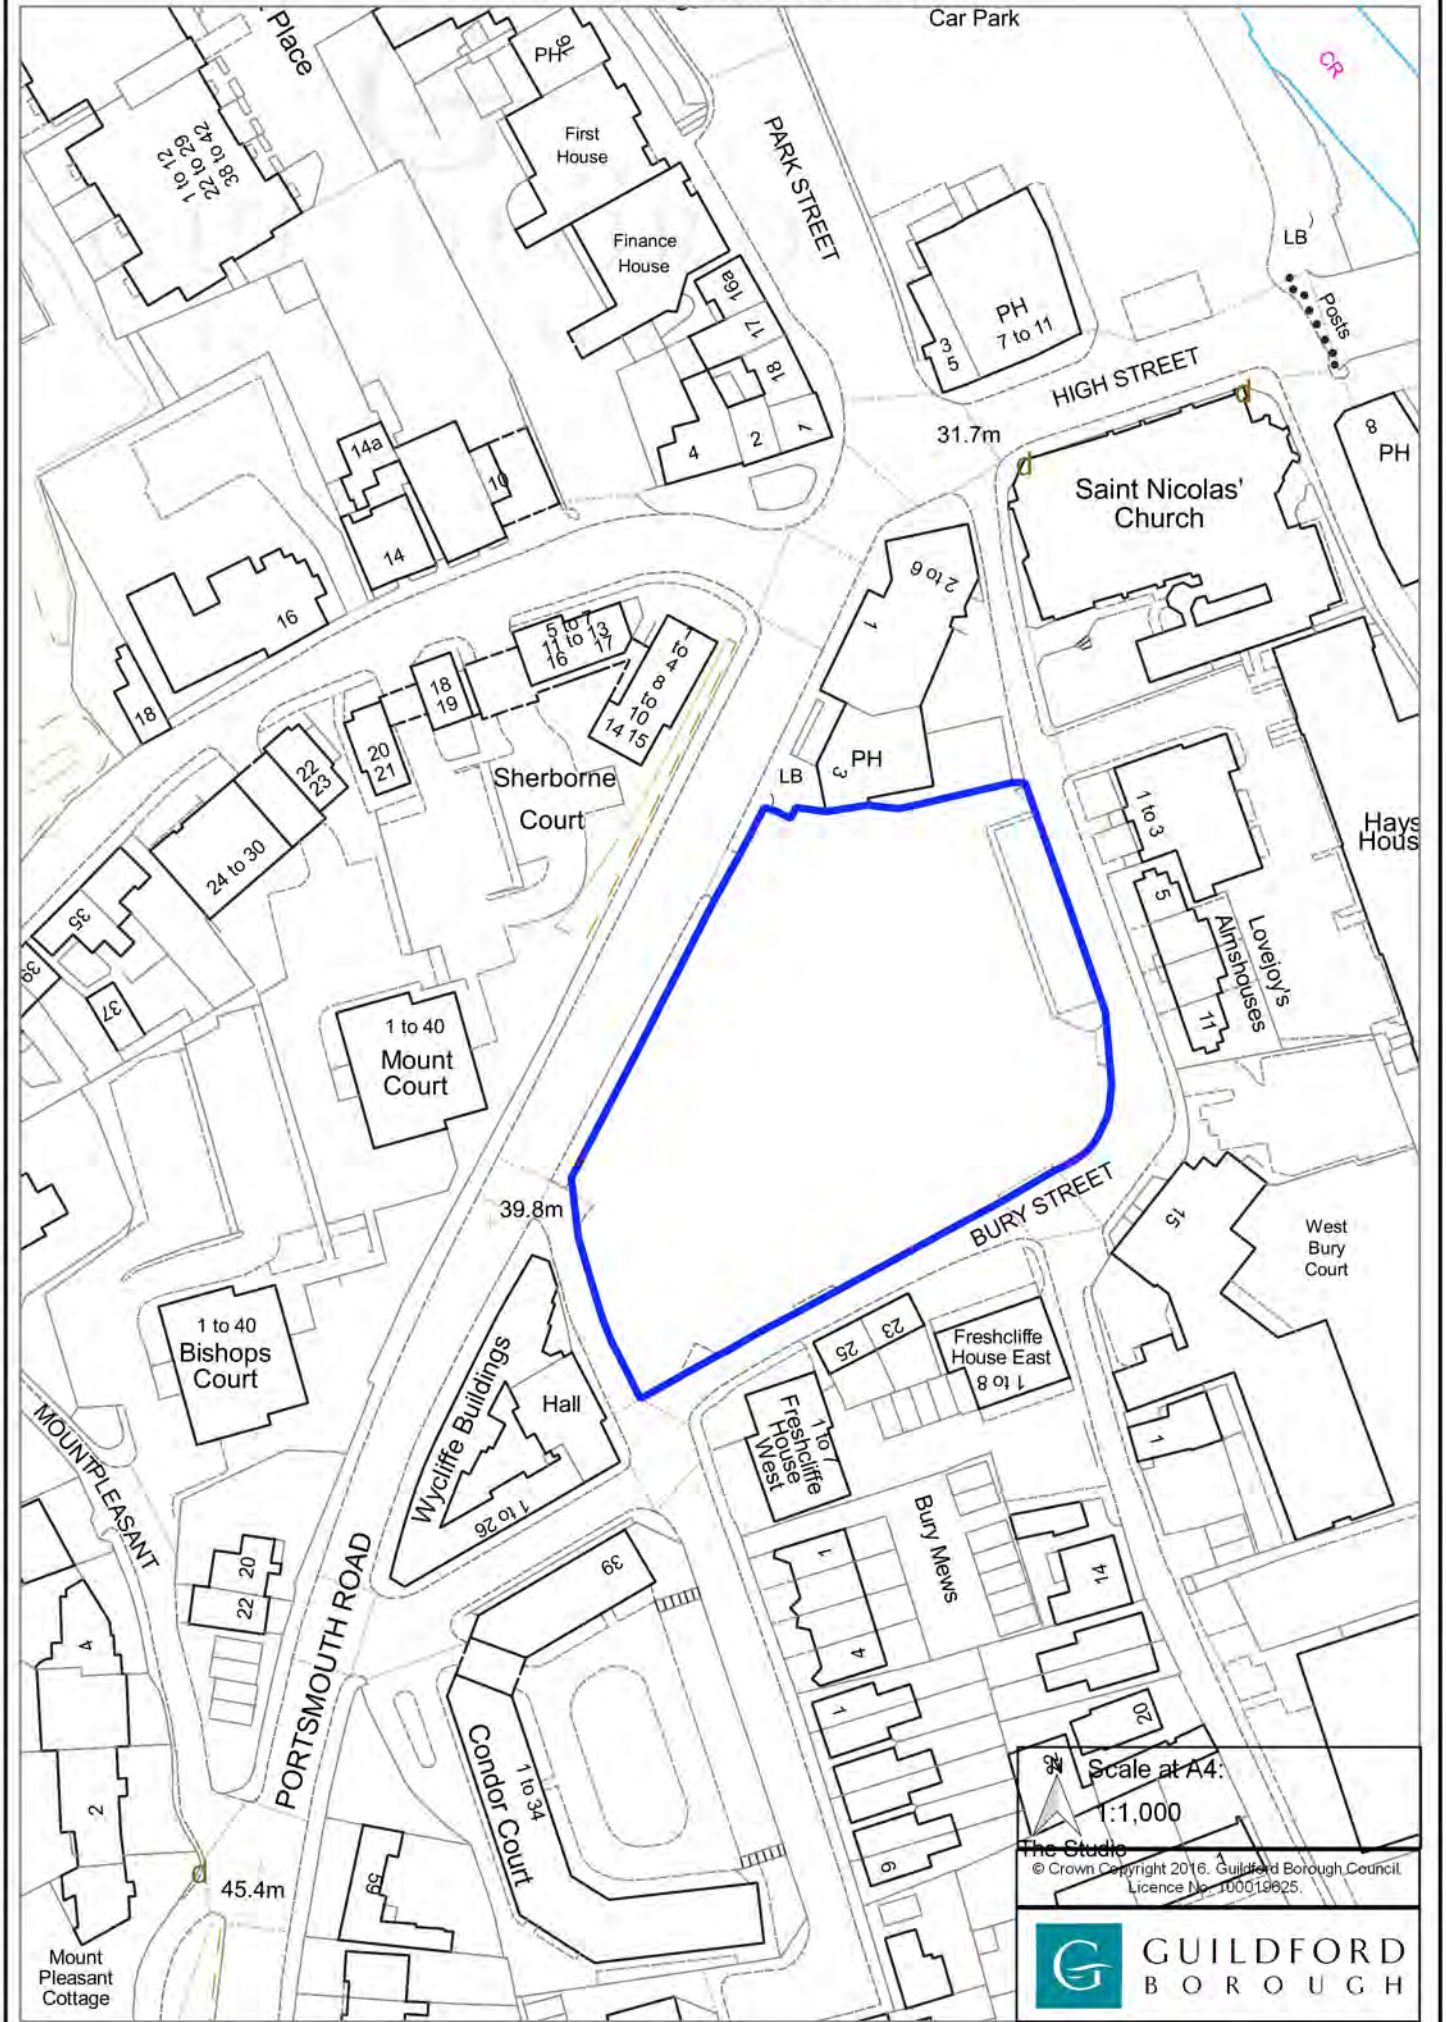 Car Park
CR
Place
PH
16
First
House
PARK STREET
1 to 12
22 to 29
38 to 42
Finance
House
LB
16a
17
18
PH
7 to 11
3
5
Posts
HIGH STREET
31.7m
8
PH
14a
10
4
2
14
Saint Nicolas'
Church
2 to 6
1
16
5 to 7
11 to 13
16
17
to
4
8
to
10
14 15
18
18
19
20
21
22
23
Sherborne
Court
LB
PH
3
1 to 3
Hays
Hous
24 to 30
35
39
37
5
Lovejoy's
Almshouses
11
1 to 40
Mount
Court
39.8m
BURY STREET
15
West
Bury
Court
1 to 40
Bishops
Court
Wycliffe Buildings
Hall
1 to 26
25
23
Freshcliffe
House East
1 to 8
1 to 7
Freshcliffe
House
West
1
MOUNTPLEASANT
PORTSMOUTH ROAD
Bury Mews
20
22
39
1
4
14
4
1
20
Condor Court
1 to 34
2
9
59
45.4m
Mount
Pleasant
Cottage
Scale at A4:
1:1,000
The Studio
© Crown Copyright 2016. Guildford Borough Council.
Licence No. 100019625.
G
GUILDFORD
BOROUGH